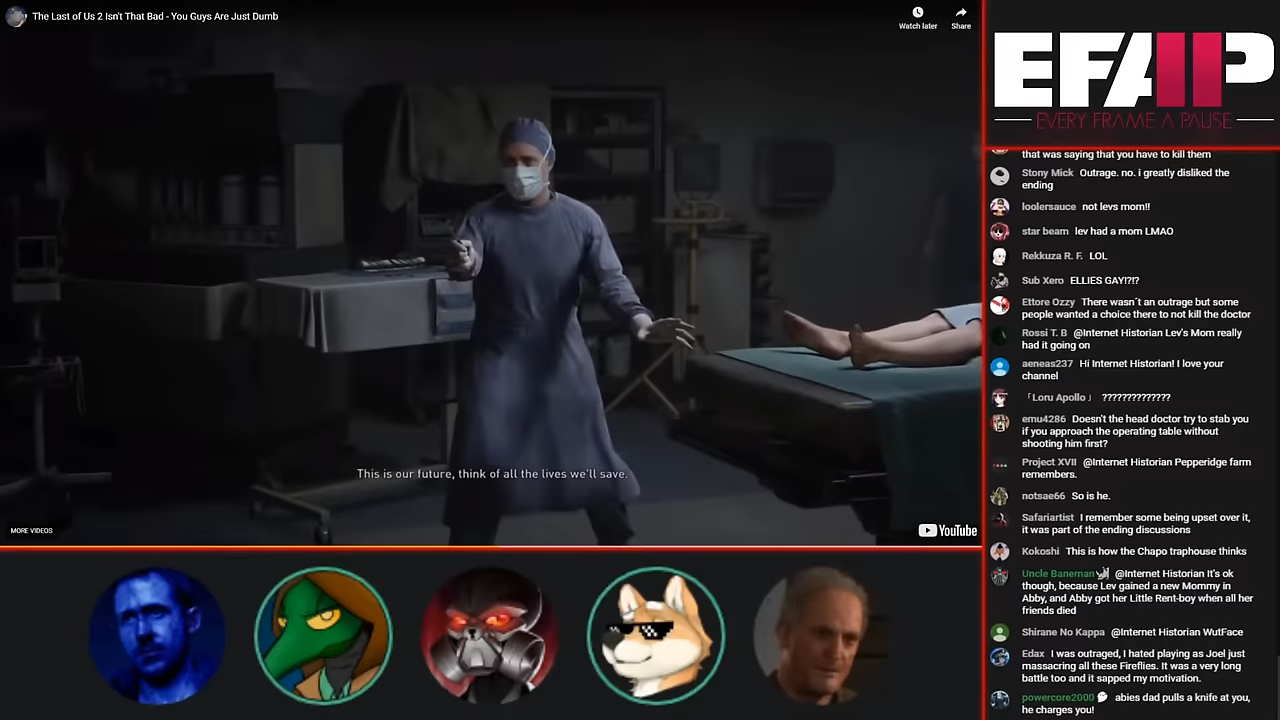 The Last of Us 2 Isn't That Bad - You Guys Are Just Dumb
Watch later
Share
This is our future, think of all the lives we'll save.
MORE VIDEOS
YouTube
EFAP
EVERY FRAME A PAUSE
that was saying that you have to kill them
Stony Mick Outrage. no. i greatly disliked the
ending
loolersauce not levs mom!!
star beam lev had a mom LMAO
Rekkuza R. F. LOL
Sub Xero ELLIES GAY!?!?
Ettore Ozzy There wasn´t an outrage but some
people wanted a choice there to not kill the doctor
Rossi T. B @Internet Historian Lev's Mom really
had it going on
aeneas237 Hi Internet Historian! I love your
channel
「Loru Apollo」 ??????????????
emu4286 Doesn't the head doctor try to stab you
if you approach the operating table without
shooting him first?
Project XVII @Internet Historian Pepperidge farm
remembers.
notsae66 So is he.
Safariartist I remember some being upset over it,
it was part of the ending discussions
Kokoshi This is how the Chapo traphouse thinks
Uncle Baneman @Internet Historian It's ok
though, because Lev gained a new Mommy in
Abby, and Abby got her Little Rent-boy when all her
friends died
Shirane No Kappa @Internet Historian WutFace
Edax I was outraged, I hated playing as Joel just
massacring all these Fireflies. It was a very long
battle too and it sapped my motivation.
powercore2000 abies dad pulls a knife at you,
he charges you!